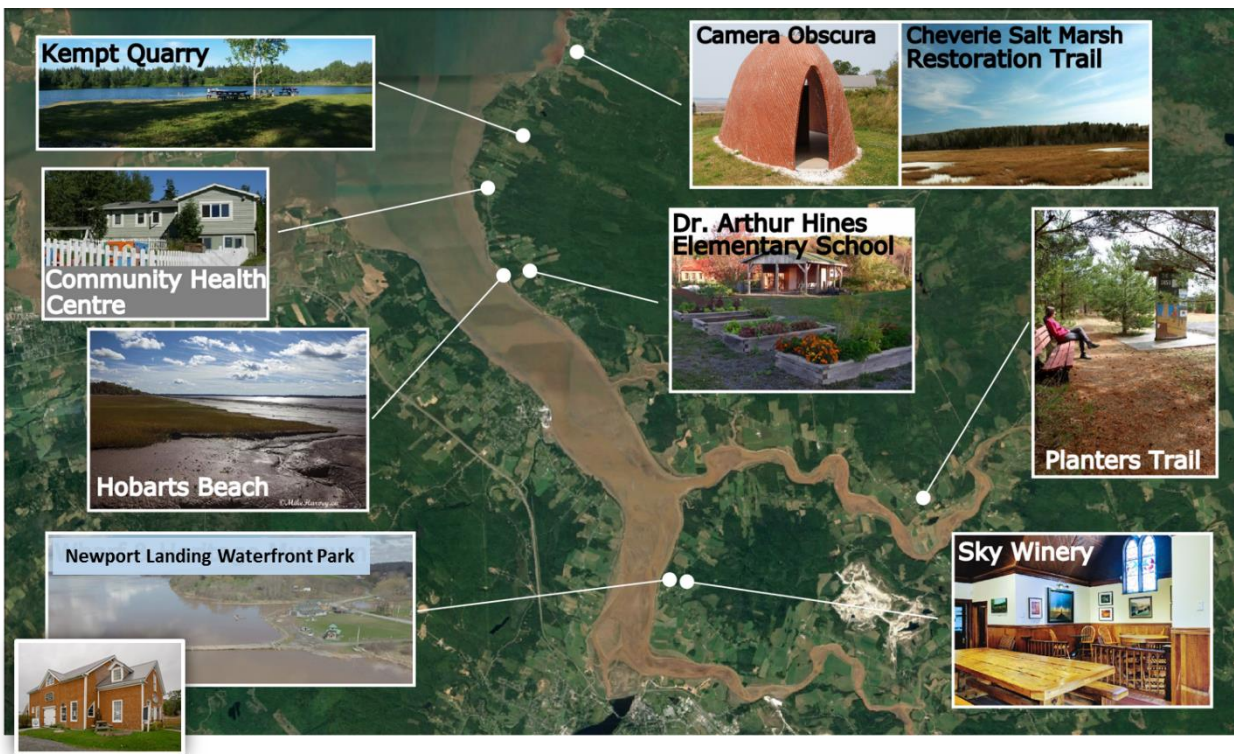 Kempt Quarry
Camera Obscura
Cheverie Salt Marsh
Restoration Trail
Community Health
Centre
Dr. Arthur Hines
Elementary School
Hobarts Beach
Planters Trail
Newport Landing Waterfront Park
Sky Winery